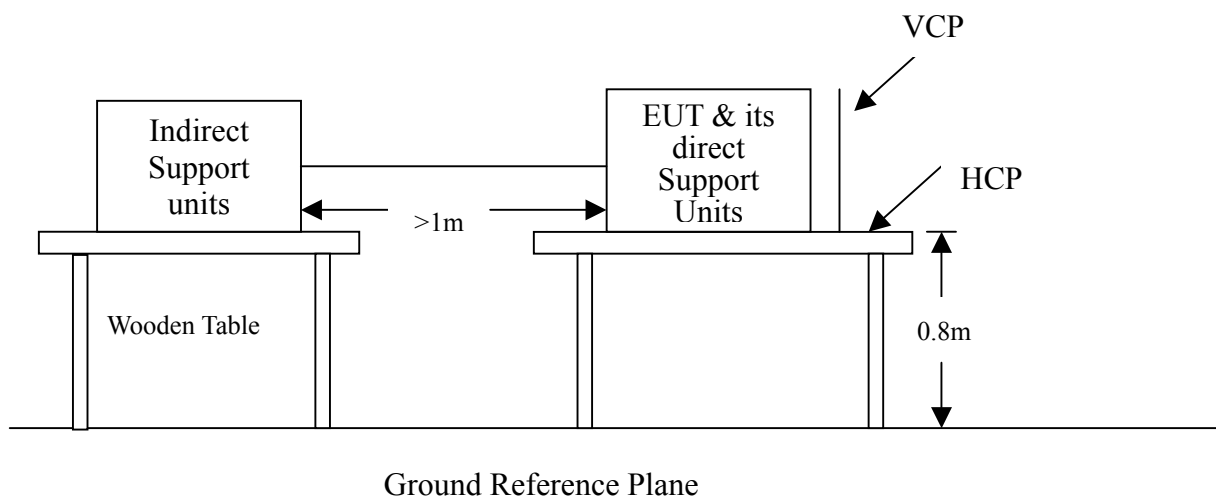 VCP
Indirect
Support
units
EUT & its
direct
Support
Units
HCP
>1m
Wooden Table
0.8m
Ground Reference Plane